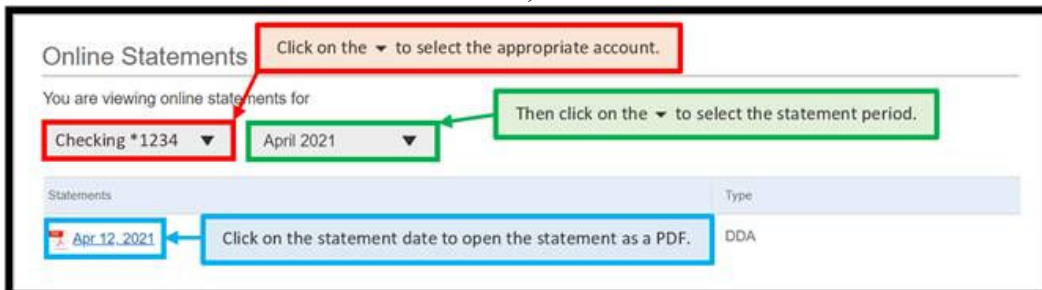 Online Statements
Click on the ▾ to select the appropriate account.
You are viewing online statements for
Then click on the ▾ to select the statement period.
Checking *1234 ▼
April 2021 ▼
Statements
Type
Apr 12, 2021
Click on the statement date to open the statement as a PDF.
DDA